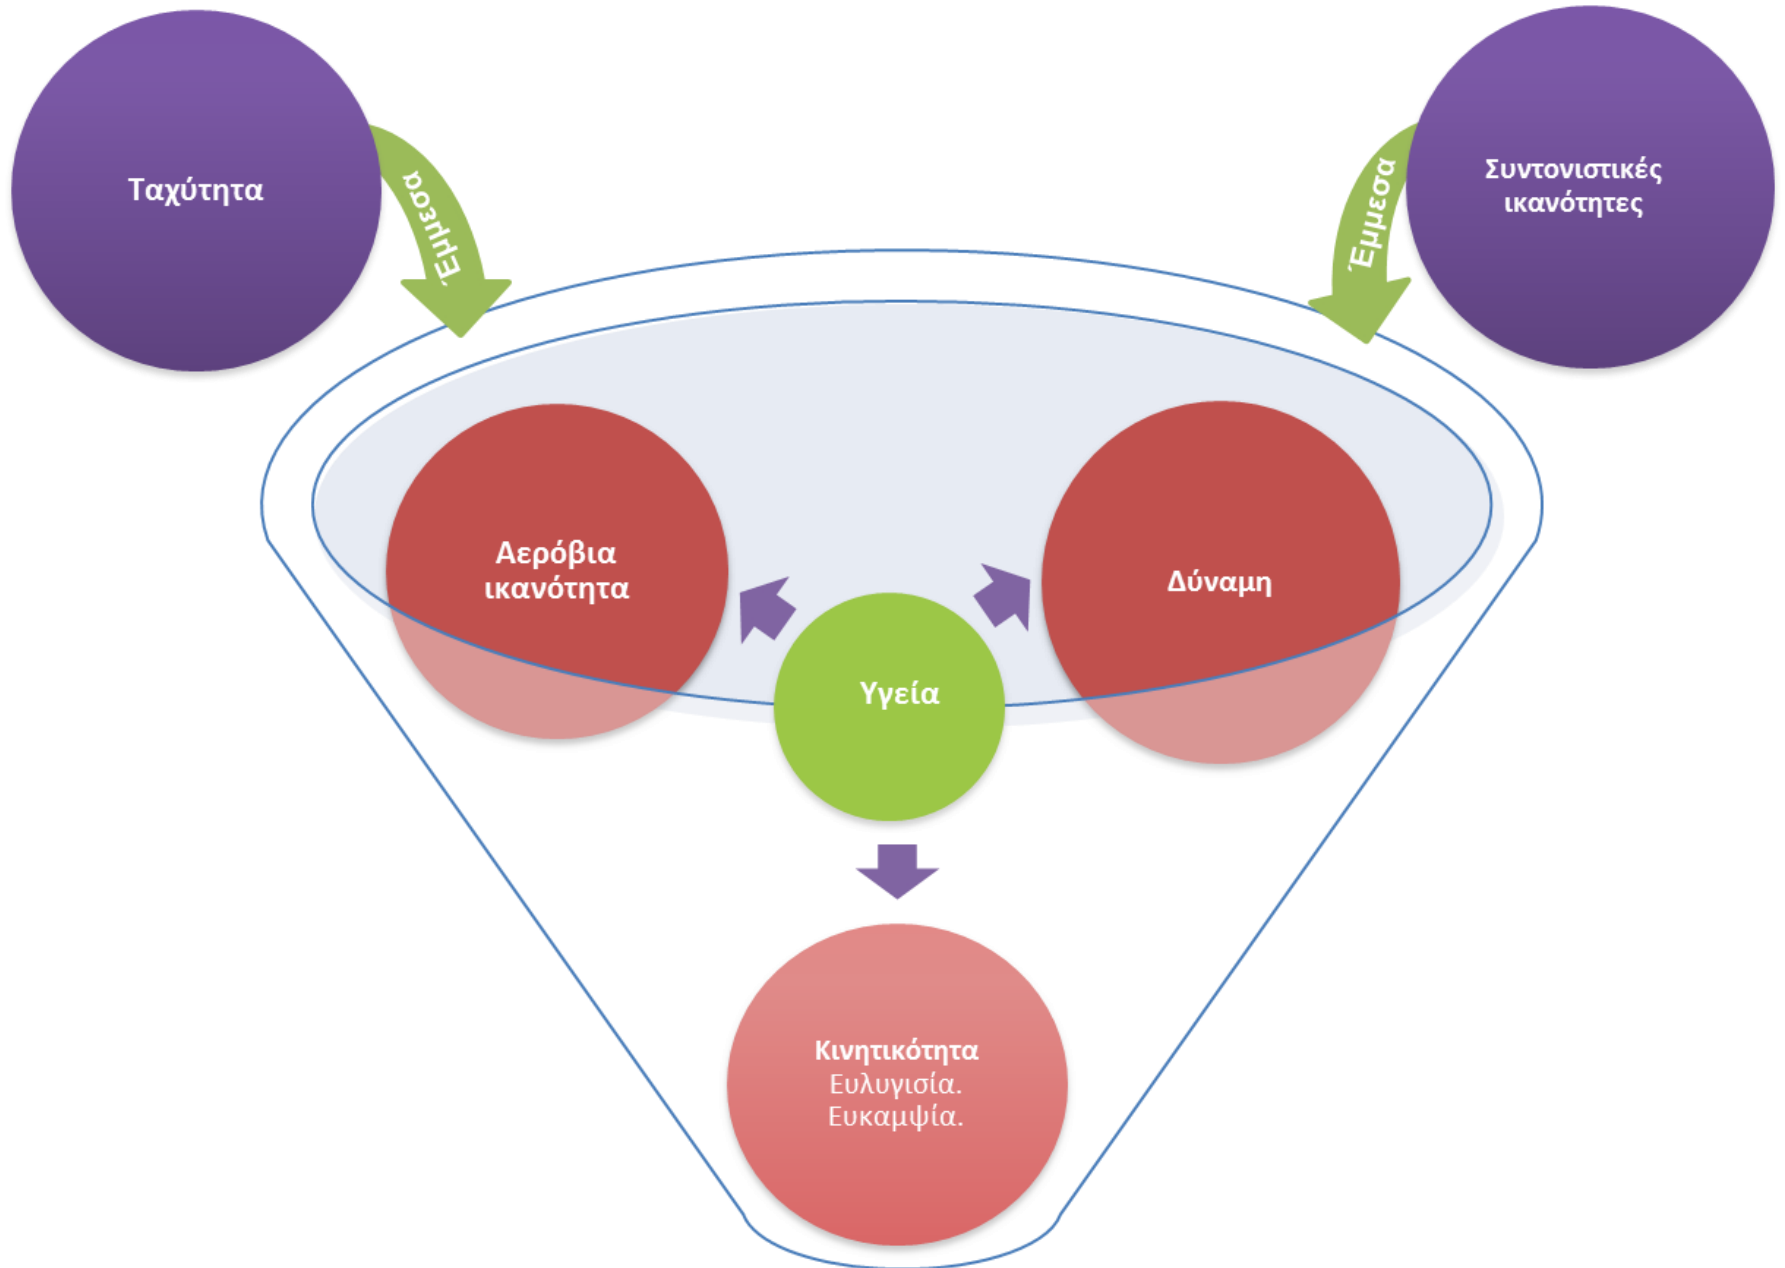 Ταχύτητα
Έμμεσα
Έμμεσα
Συντονιστικές
ικανότητες
Αερόβια
ικανότητα
Δύναμη
Υγεία
Κινητικότητα
Ευλυγισία.
Ευκαμψία.